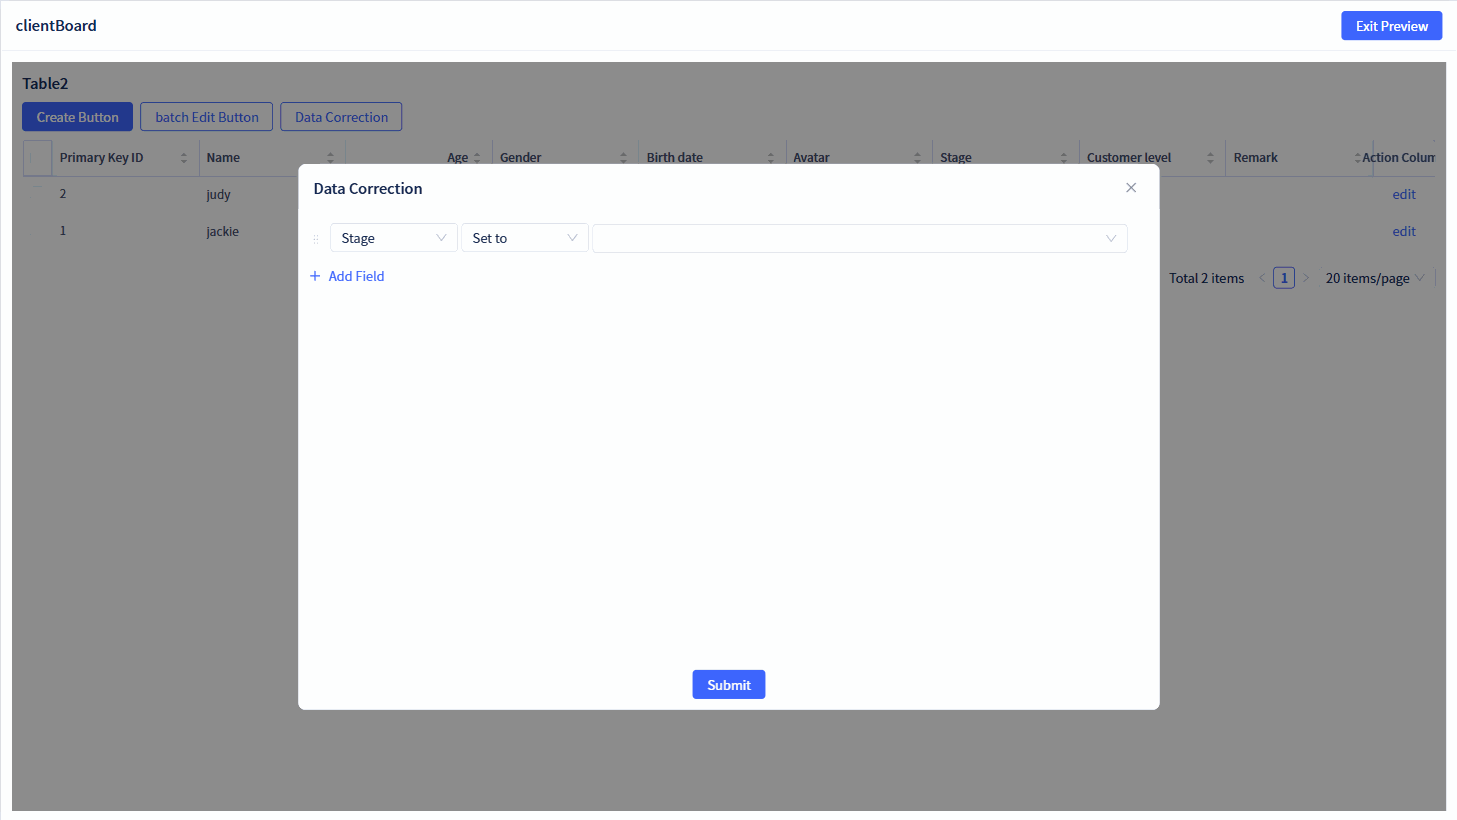 clientBoard
Exit Preview
Table2
Create Button
batch Edit Button
Data Correction
Primary Key ID
Name
Age
Gender
Birth date
Avatar
Stage
Customer level
Remark
Action Colum
2
judy
edit
1
jackie
edit
Total 2 items
1
20 items/page
Data Correction
Stage
Set to
Add Field
Submit